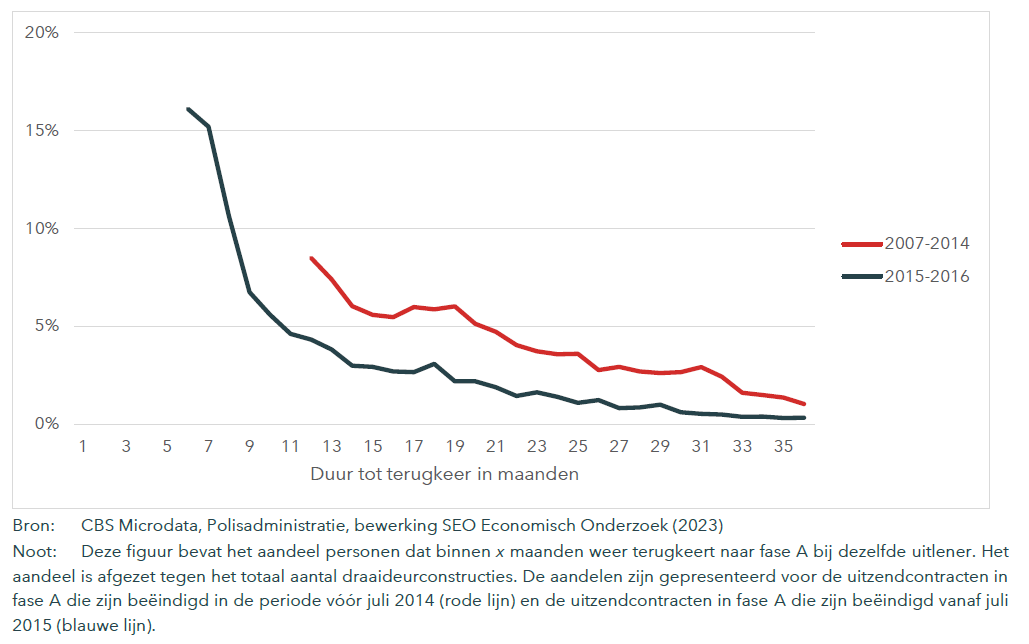 20%
15%
10%
5%
0%
1 3 5 7 9 11 13 15 17 19 21 23 25 27 29 31 33 35
Duur tot terugkeer in maanden
2007-2014
2015-2016
Bron: CBS Microdata, Polisadministratie, bewerking SEO Economisch Onderzoek (2023)
Noot: Deze figuur bevat het aandeel personen dat binnen x maanden weer terugkeert naar fase A bij dezelfde uitlener. Het
aandeel is afgezet tegen het totaal aantal draaideurconstructies. De aandelen zijn gepresenteerd voor de uitzendcontracten in
fase A die zijn beëindigd in de periode vóór juli 2014 (rode lijn) en de uitzendcontracten in fase A die zijn beëindigd vanaf juli
2015 (blauwe lijn).